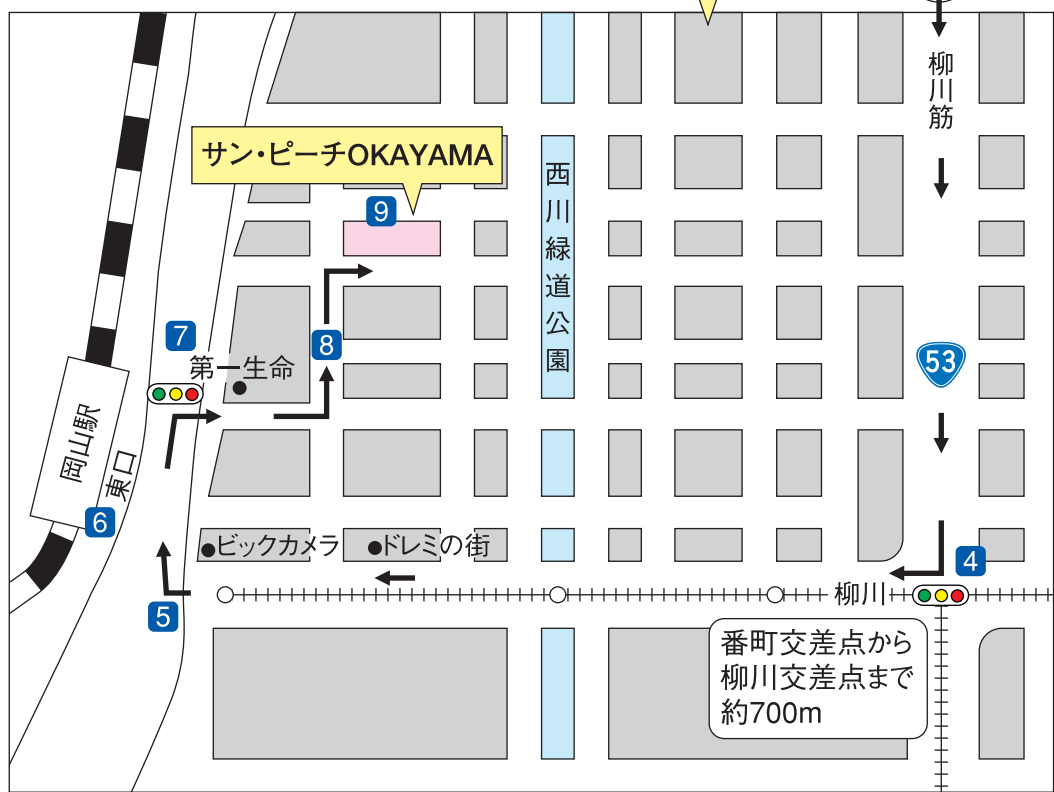 柳川筋
サン・ピーチOKAYAMA
9
西川緑道公園
7
8
第一生命
53
岡山駅
東口
6
ビックカメラ
ドレミの街
4
5
柳川
番町交差点から
柳川交差点まで
約700m